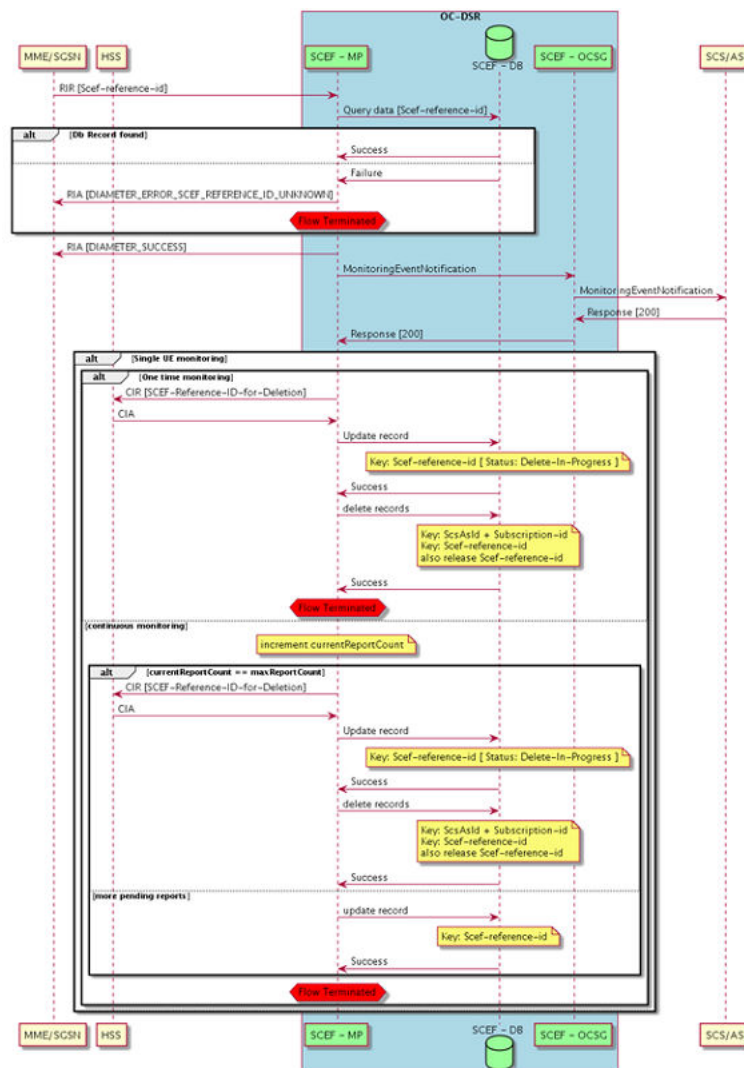 OC-DSR
MME/SGSN
HSS
SCEF - MP
SCEF - DB
SCEF - OCSG
SCS/AS
RIR [Scef-reference-id]
Query data [Scef-reference-id]
alt [Db Record found]
Success
Failure
RIA [DIAMETER_ERROR_SCEF_REFERENCE_ID_UNKNOWN]
Flow Terminated
RIA [DIAMETER_SUCCESS]
MonitoringEventNotification
MonitoringEventNotification
Response [200]
Response [200]
alt [Single UE monitoring]
alt [One time monitoring]
CIR [SCEF-Reference-ID-for-Deletion]
CIA
Update record
Key: Scef-reference-id [ Status: Delete-In-Progress ]
Success
delete records
Key: ScsAsId + Subscription-id
Key: Scef-reference-id
also release Scef-reference-id
Success
Flow Terminated
[continuous monitoring]
increment currentReportCount
alt [currentReportCount == maxReportCount]
CIR [SCEF-Reference-ID-for-Deletion]
CIA
Update record
Key: Scef-reference-id [ Status: Delete-In-Progress ]
Success
delete records
Key: ScsAsId + Subscription-id
Key: Scef-reference-id
also release Scef-reference-id
Success
[more pending reports]
update record
Key: Scef-reference-id
Success
Flow Terminated
MME/SGSN
HSS
SCEF - MP
SCEF - DB
SCEF - OCSG
SCS/AS